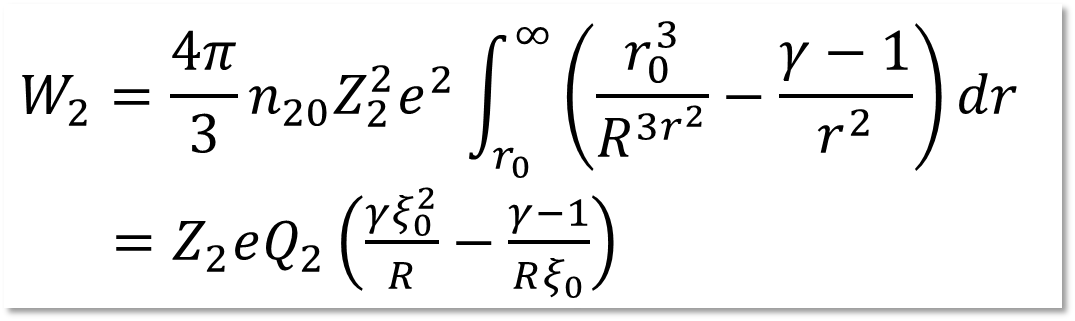 W_2 = \frac{4\pi}{3} n_{20} Z_2^2 e^2 \int_{r_0}^{\infty} \left( \frac{r_0^3}{R^{3r^2}} - \frac{\gamma - 1}{r^2} \right) dr
= Z_2 e Q_2 \left( \frac{\gamma \xi_0^2}{R} - \frac{\gamma - 1}{R \xi_0} \right)